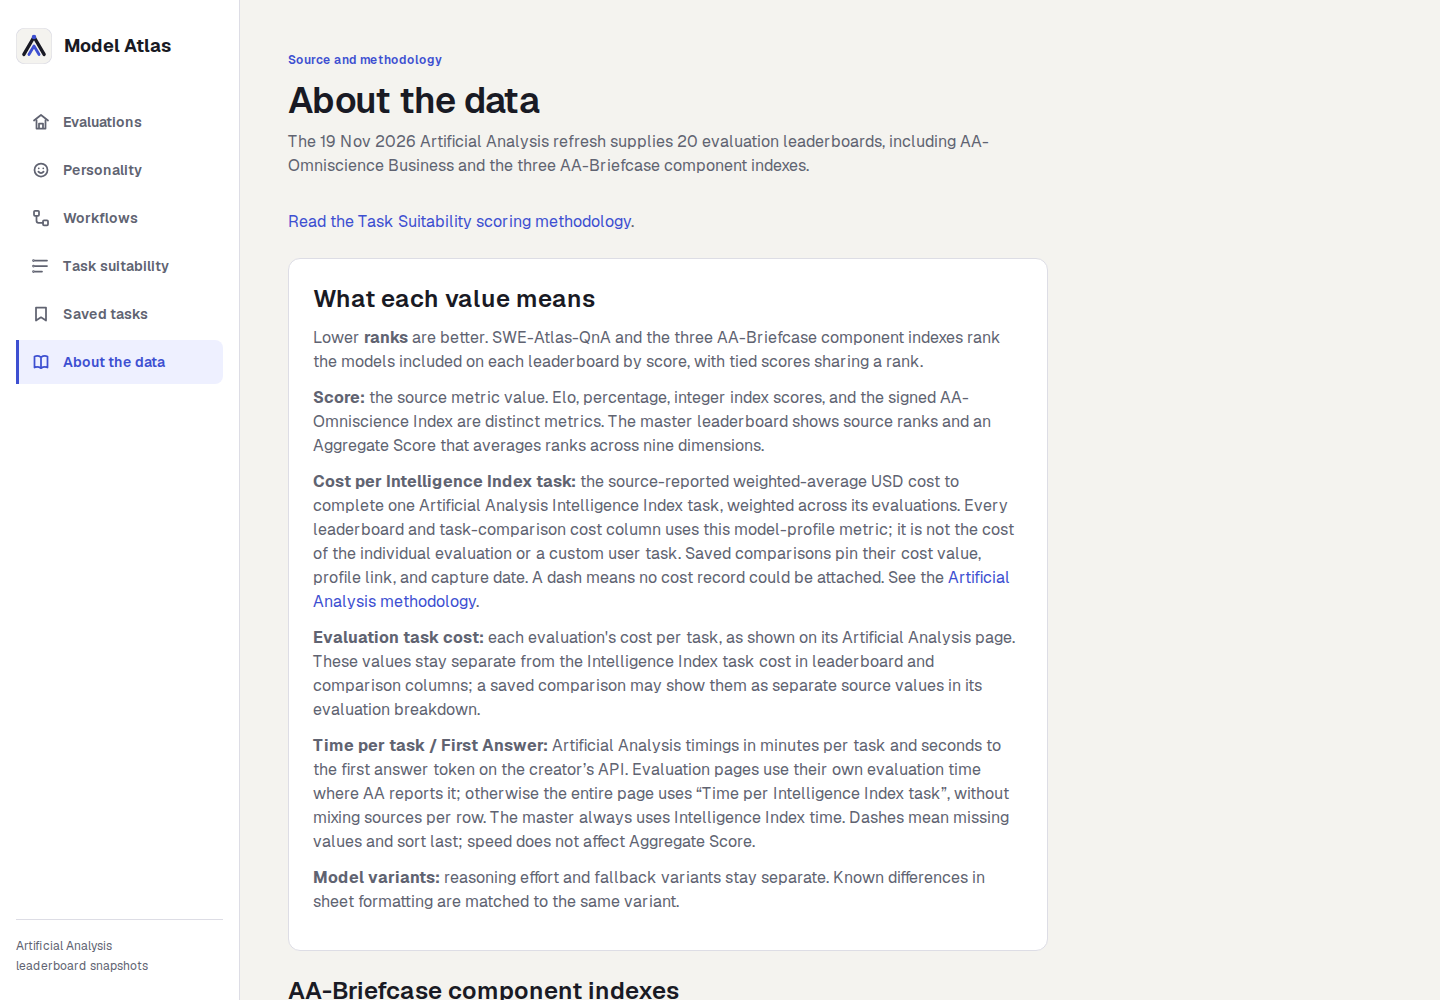 Model Atlas
Evaluations
Personality
Workflows
Task suitability
Saved tasks
About the data
Artificial Analysis
leaderboard snapshots
Source and methodology
About the data
The 19 Nov 2026 Artificial Analysis refresh supplies 20 evaluation leaderboards, including AA-
Omniscience Business and the three AA-Briefcase component indexes.
Read the Task Suitability scoring methodology.
What each value means
Lower ranks are better. SWE-Atlas-QnA and the three AA-Briefcase component indexes rank
the models included on each leaderboard by score, with tied scores sharing a rank.
Score: the source metric value. Elo, percentage, integer index scores, and the signed AA-
Omniscience Index are distinct metrics. The master leaderboard shows source ranks and an
Aggregate Score that averages ranks across nine dimensions.
Cost per Intelligence Index task: the source-reported weighted-average USD cost to
complete one Artificial Analysis Intelligence Index task, weighted across its evaluations. Every
leaderboard and task-comparison cost column uses this model-profile metric; it is not the cost
of the individual evaluation or a custom user task. Saved comparisons pin their cost value,
profile link, and capture date. A dash means no cost record could be attached. See the Artificial
Analysis methodology.
Evaluation task cost: each evaluation's cost per task, as shown on its Artificial Analysis page.
These values stay separate from the Intelligence Index task cost in leaderboard and
comparison columns; a saved comparison may show them as separate source values in its
evaluation breakdown.
Time per task / First Answer: Artificial Analysis timings in minutes per task and seconds to
the first answer token on the creator’s API. Evaluation pages use their own evaluation time
where AA reports it; otherwise the entire page uses “Time per Intelligence Index task”, without
mixing sources per row. The master always uses Intelligence Index time. Dashes mean missing
values and sort last; speed does not affect Aggregate Score.
Model variants: reasoning effort and fallback variants stay separate. Known differences in
sheet formatting are matched to the same variant.
AA-Briefcase component indexes